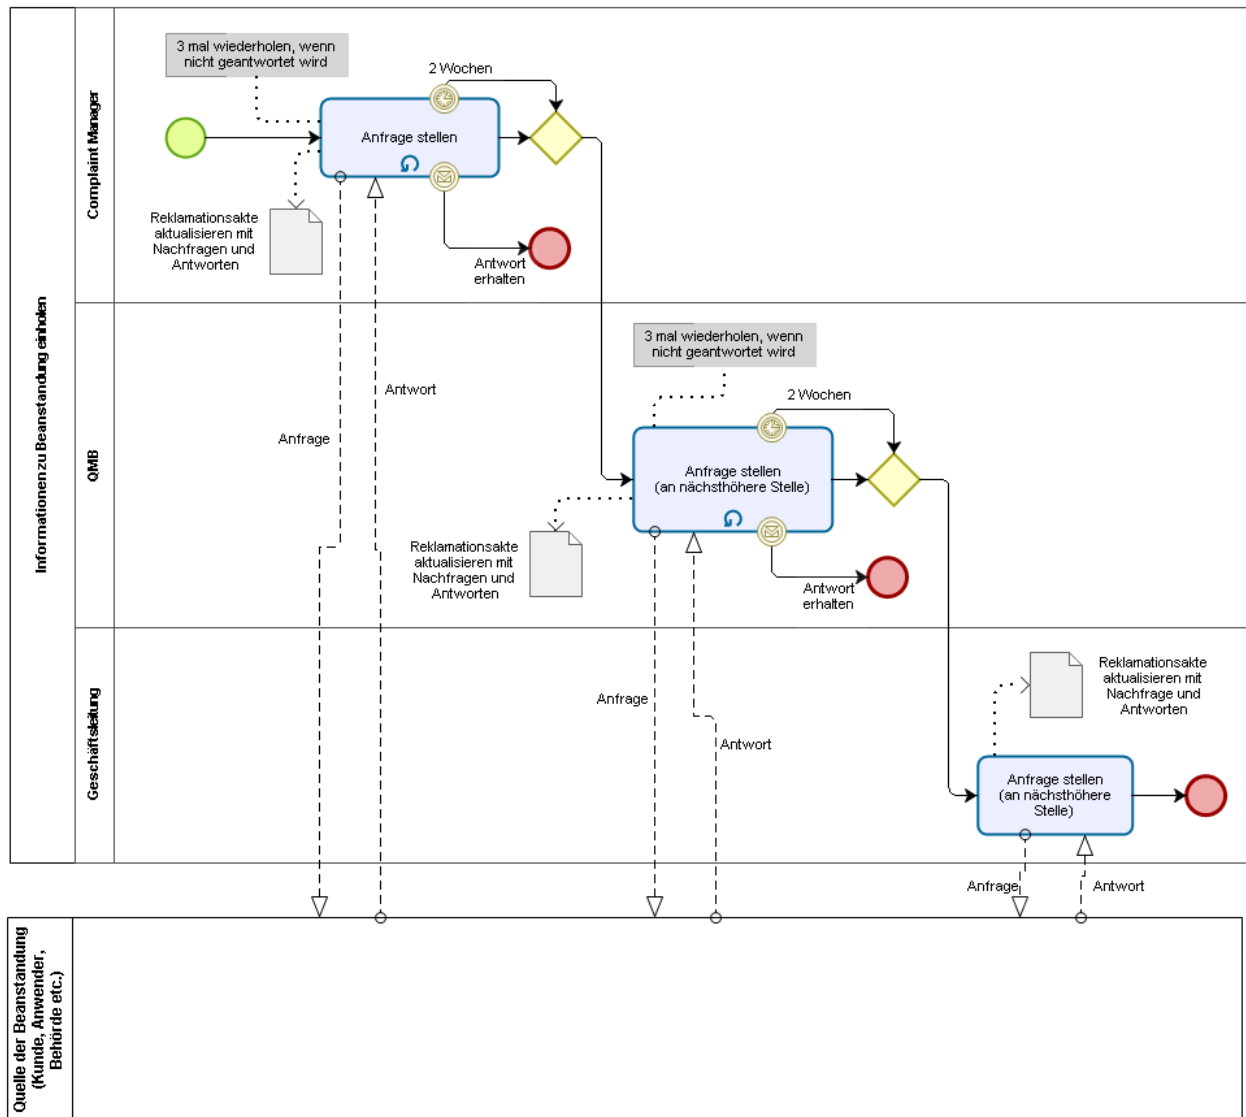 Informationen zu Beanstandung einholen
Complaint Manager
3 mal wiederholen, wenn
nicht geantwortet wird
2 Wochen
Anfrage stellen
Reklamationsakte
aktualisieren mit
Nachfragen und
Antworten
Antwort
erhalten
QMB
3 mal wiederholen, wenn
nicht geantwortet wird
Antwort
2 Wochen
Anfrage
Anfrage stellen
(an nächsthöhere Stelle)
Reklamationsakte
aktualisieren mit
Nachfragen und
Antworten
Antwort
erhalten
Geschäftsleitung
Reklamationsakte
aktualisieren mit
Nachfrage und
Antworten
Anfrage
Antwort
Anfrage stellen
(an nächsthöhere
Stelle)
Anfrage
Antwort
Quelle der Beanstandung
(Kunde, Anwender,
Behörde etc.)